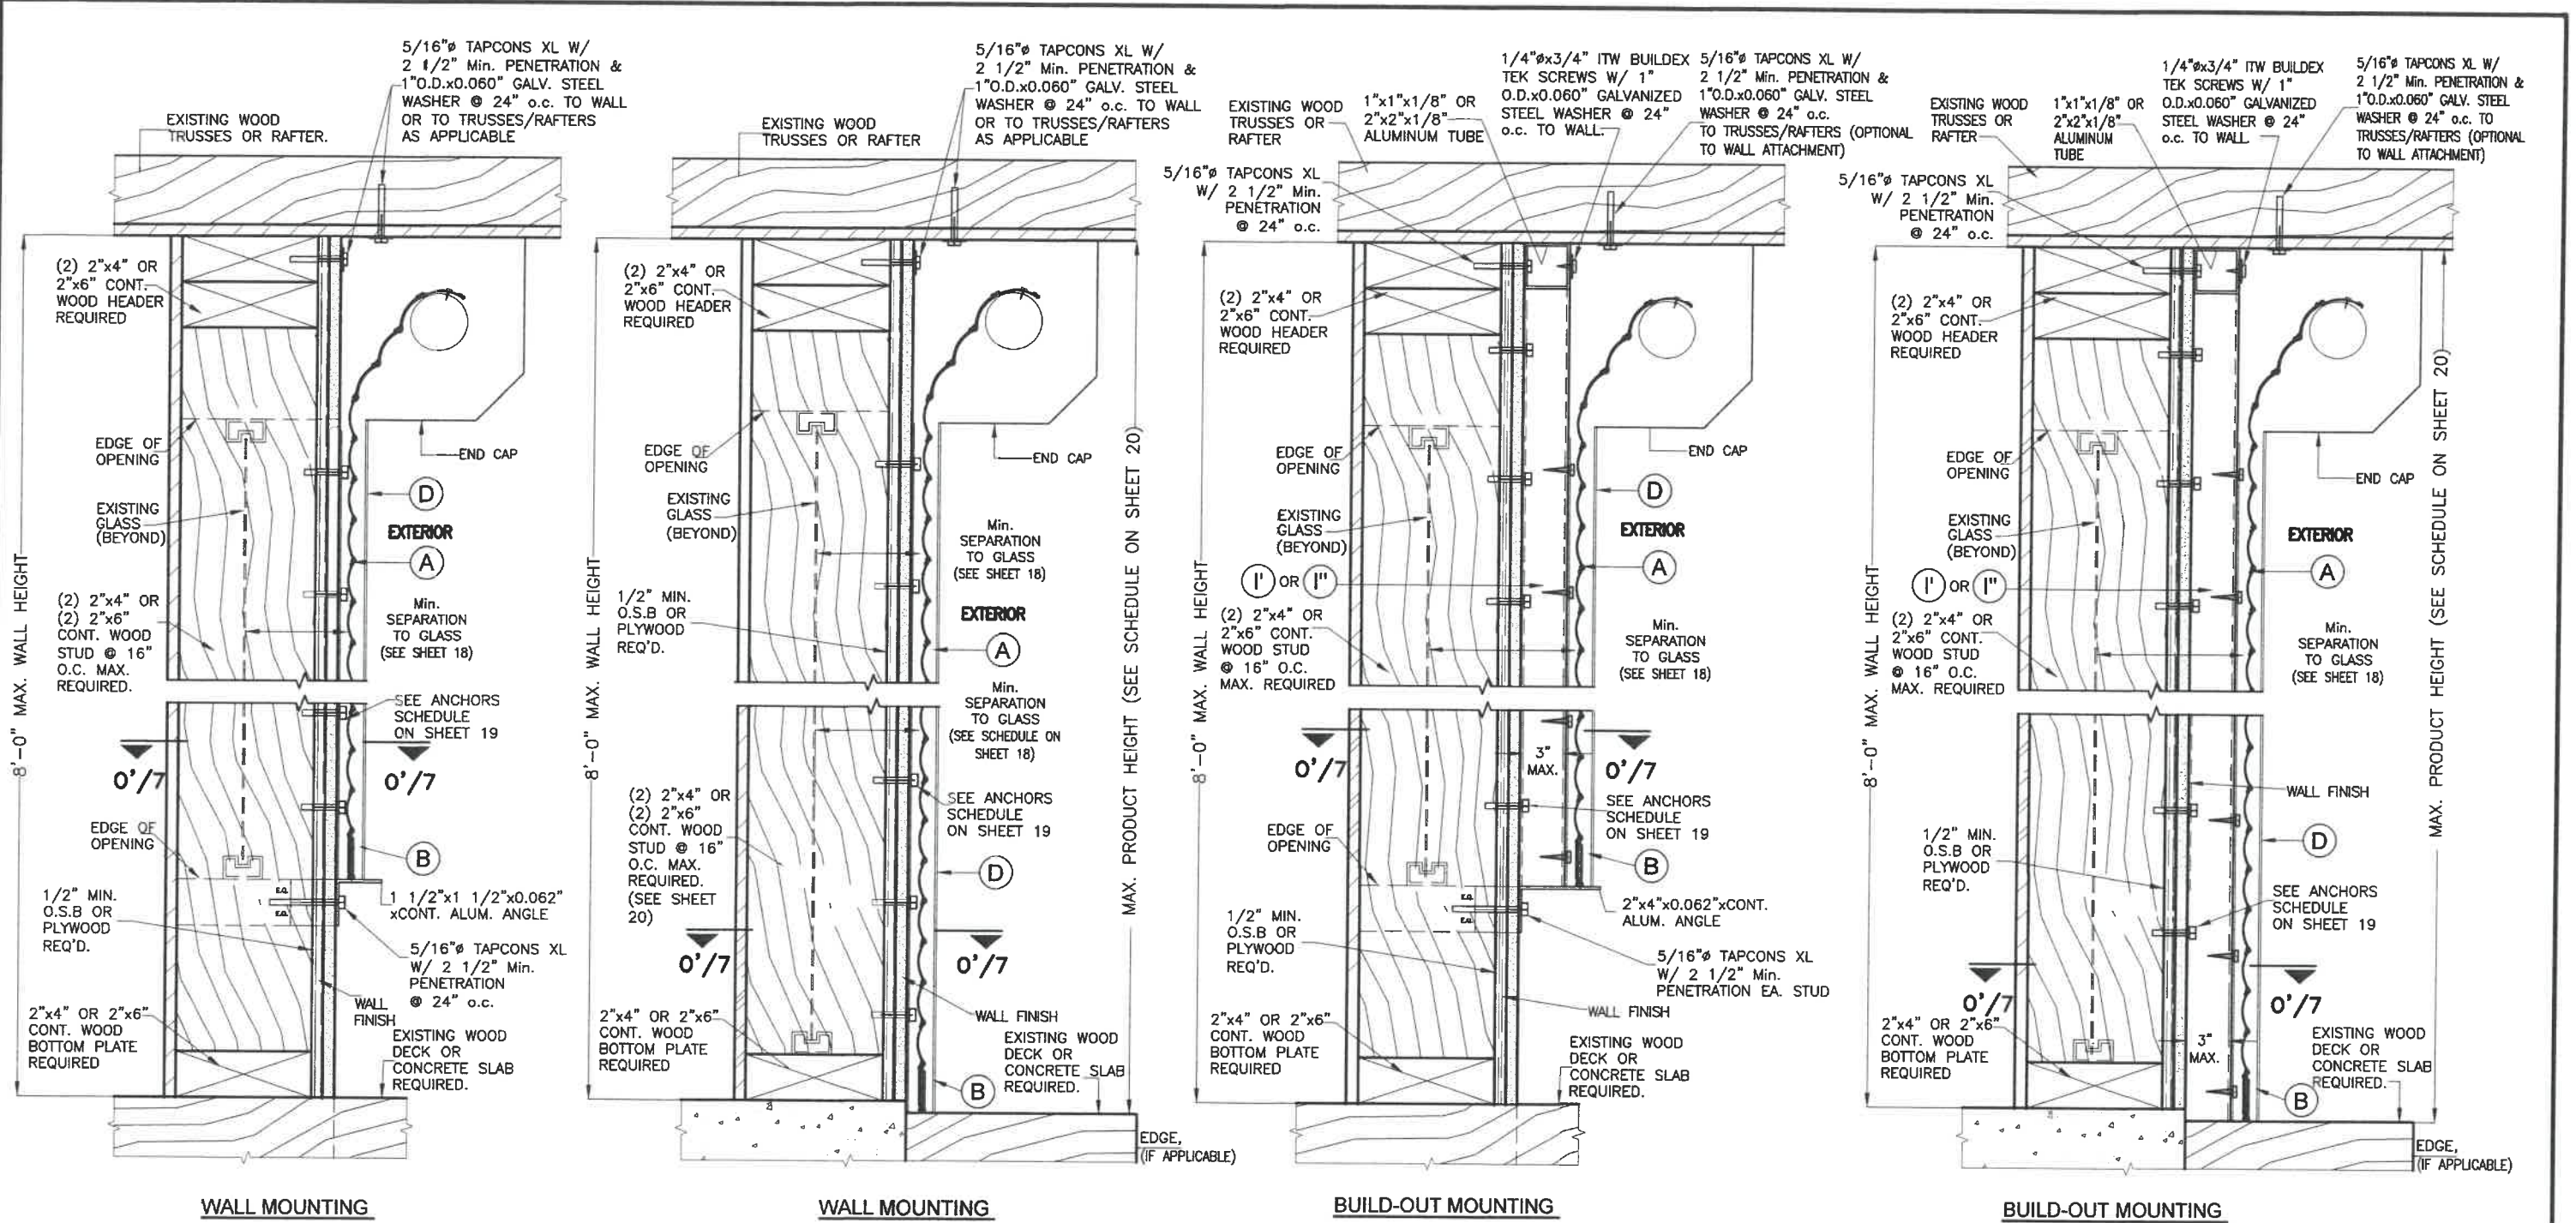 5/16"ø TAPCONS XL W/
2 1/2" Min. PENETRATION &
1"O.D.x0.060" GALV. STEEL
WASHER @ 24" o.c. TO WALL
OR TO TRUSSES/RAFTERS
AS APPLICABLE
EXISTING WOOD
TRUSSES OR RAFTER.
(2) 2"x4" OR
2"x6" CONT.
WOOD HEADER
REQUIRED
EDGE OF
OPENING
END CAP
D
EXISTING
GLASS
(BEYOND)
EXTERIOR
A
8'-0" MAX. WALL HEIGHT
(2) 2"x4" OR
(2) 2"x6"
CONT. WOOD
STUD @ 16"
O.C. MAX.
REQUIRED.
Min.
SEPARATION
TO GLASS
(SEE SHEET 18)
SEE ANCHORS
SCHEDULE
ON SHEET 19
O'/7
O'/7
EDGE OF
OPENING
B
E.Q.
E.Q.
1 1/2"x1 1/2"x0.062"
xCONT. ALUM. ANGLE
1/2" MIN.
O.S.B OR
PLYWOOD
REQ'D.
5/16"ø TAPCONS XL
W/ 2 1/2" Min.
PENETRATION
@ 24" o.c.
WALL
FINISH
2"x4" OR 2"x6"
CONT. WOOD
BOTTOM PLATE
REQUIRED
EXISTING WOOD
DECK OR
CONCRETE SLAB
REQUIRED.
WALL MOUNTING
5/16"ø TAPCONS XL W/
2 1/2" Min. PENETRATION &
1"O.D.x0.060" GALV. STEEL
WASHER @ 24" o.c. TO WALL
OR TO TRUSSES/RAFTERS
AS APPLICABLE
EXISTING WOOD
TRUSSES OR RAFTER
(2) 2"x4" OR
2"x6" CONT.
WOOD HEADER
REQUIRED
EDGE OF
OPENING
END CAP
EXISTING
GLASS
(BEYOND)
Min.
SEPARATION
TO GLASS
(SEE SHEET 18)
8'-0" MAX. WALL HEIGHT
1/2" MIN.
O.S.B OR
PLYWOOD
REQ'D.
EXTERIOR
A
Min.
SEPARATION
TO GLASS
(SEE SCHEDULE ON
SHEET 18)
MAX. PRODUCT HEIGHT (SEE SCHEDULE ON SHEET 20)
(2) 2"x4" OR
(2) 2"x6"
CONT. WOOD
STUD @ 16"
O.C. MAX.
REQUIRED.
(SEE SHEET
20)
SEE ANCHORS
SCHEDULE
ON SHEET 19
D
O'/7
O'/7
WALL FINISH
2"x4" OR 2"x6"
CONT. WOOD
BOTTOM PLATE
REQUIRED
EXISTING WOOD
DECK OR
CONCRETE SLAB
REQUIRED.
B
EDGE,
(IF APPLICABLE)
WALL MOUNTING
EXISTING WOOD
TRUSSES OR
RAFTER
1"x1"x1/8" OR
2"x2"x1/8"
ALUMINUM TUBE
1/4"øx3/4" ITW BUILDEX
TEK SCREWS W/ 1"
O.D.x0.060" GALVANIZED
STEEL WASHER @ 24"
o.c. TO WALL
5/16"ø TAPCONS XL W/
2 1/2" Min. PENETRATION &
1"O.D.x0.060" GALV. STEEL
WASHER @ 24" o.c.
TO TRUSSES/RAFTERS (OPTIONAL
TO WALL ATTACHMENT)
5/16"ø TAPCONS XL
W/ 2 1/2" Min.
PENETRATION
@ 24" o.c.
(2) 2"x4" OR
2"x6" CONT.
WOOD HEADER
REQUIRED
EDGE OF
OPENING
END CAP
D
EXISTING
GLASS
(BEYOND)
EXTERIOR
A
I' OR I"
8'-0" MAX. WALL HEIGHT
(2) 2"x4" OR
2"x6" CONT.
WOOD STUD
@ 16" O.C.
MAX. REQUIRED
Min.
SEPARATION
TO GLASS
(SEE SHEET 18)
3"
MAX.
O'/7
O'/7
SEE ANCHORS
SCHEDULE
ON SHEET 19
EDGE OF
OPENING
B
E.Q.
E.Q.
2"x4"x0.062"xCONT.
ALUM. ANGLE
1/2" MIN.
O.S.B OR
PLYWOOD
REQ'D.
5/16"ø TAPCONS XL
W/ 2 1/2" Min.
PENETRATION EA. STUD
WALL FINISH
2"x4" OR 2"x6"
CONT. WOOD
BOTTOM PLATE
REQUIRED
EXISTING WOOD
DECK OR
CONCRETE SLAB
REQUIRED.
BUILD-OUT MOUNTING
EXISTING WOOD
TRUSSES OR
RAFTER
1"x1"x1/8" OR
2"x2"x1/8"
ALUMINUM
TUBE
1/4"øx3/4" ITW BUILDEX
TEK SCREWS W/ 1"
O.D.x0.060" GALVANIZED
STEEL WASHER @ 24"
o.c. TO WALL
5/16"ø TAPCONS XL W/
2 1/2" Min. PENETRATION &
1"O.D.x0.060" GALV. STEEL
WASHER @ 24" o.c. TO
TRUSSES/RAFTERS (OPTIONAL
TO WALL ATTACHMENT)
5/16"ø TAPCONS XL
W/ 2 1/2" Min.
PENETRATION
@ 24" o.c.
(2) 2"x4" OR
2"x6" CONT.
WOOD HEADER
REQUIRED
EDGE OF
OPENING
END CAP
EXISTING
GLASS
(BEYOND)
EXTERIOR
A
I' OR I"
8'-0" MAX. WALL HEIGHT
(2) 2"x4" OR
2"x6" CONT.
WOOD STUD
@ 16" O.C.
MAX. REQUIRED
Min.
SEPARATION
TO GLASS
(SEE SHEET 18)
MAX. PRODUCT HEIGHT (SEE SCHEDULE ON SHEET 20)
WALL FINISH
1/2" MIN.
O.S.B OR
PLYWOOD
REQ'D.
D
SEE ANCHORS
SCHEDULE
ON SHEET 19
O'/7
O'/7
2"x4" OR 2"x6"
CONT. WOOD
BOTTOM PLATE
REQUIRED
3"
MAX.
EXISTING WOOD
DECK OR
CONCRETE SLAB
REQUIRED.
B
EDGE,
(IF APPLICABLE)
BUILD-OUT MOUNTING